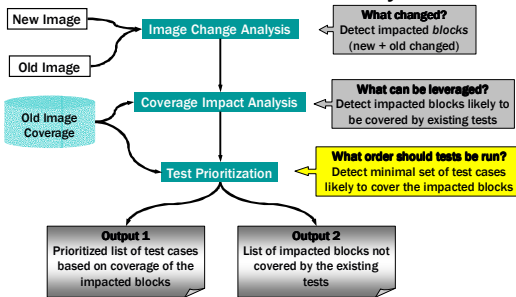 New Image
Old Image
Image Change Analysis
What changed?
Detect impacted blocks
(new + old changed)
Old Image
Coverage
Coverage Impact Analysis
What can be leveraged?
Detect impacted blocks likely to
be covered by existing tests
Test Prioritization
What order should tests be run?
Detect minimal set of test cases
likely to cover the impacted blocks
Output 1
Prioritized list of test cases
based on coverage of the
impacted blocks
Output 2
List of impacted blocks not
covered by the existing
tests